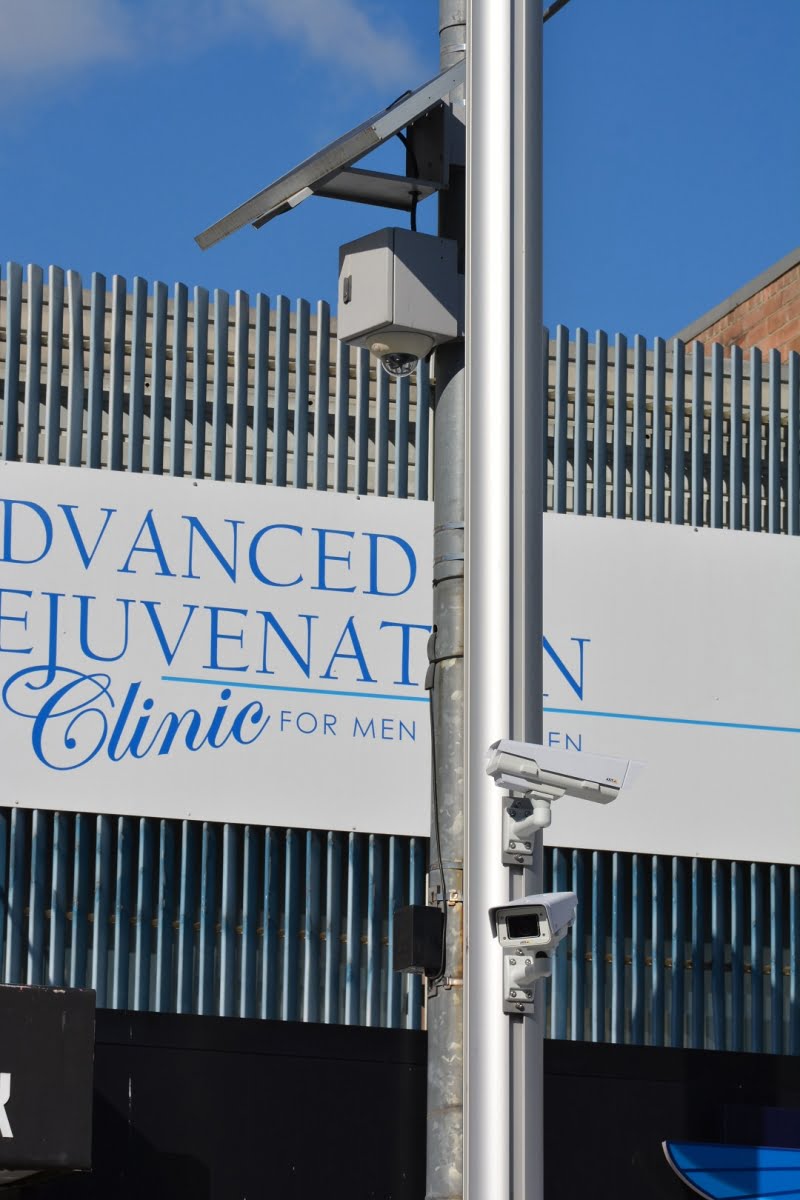 DVANCED
EJUVENAT N
Clinic FOR MEN EN